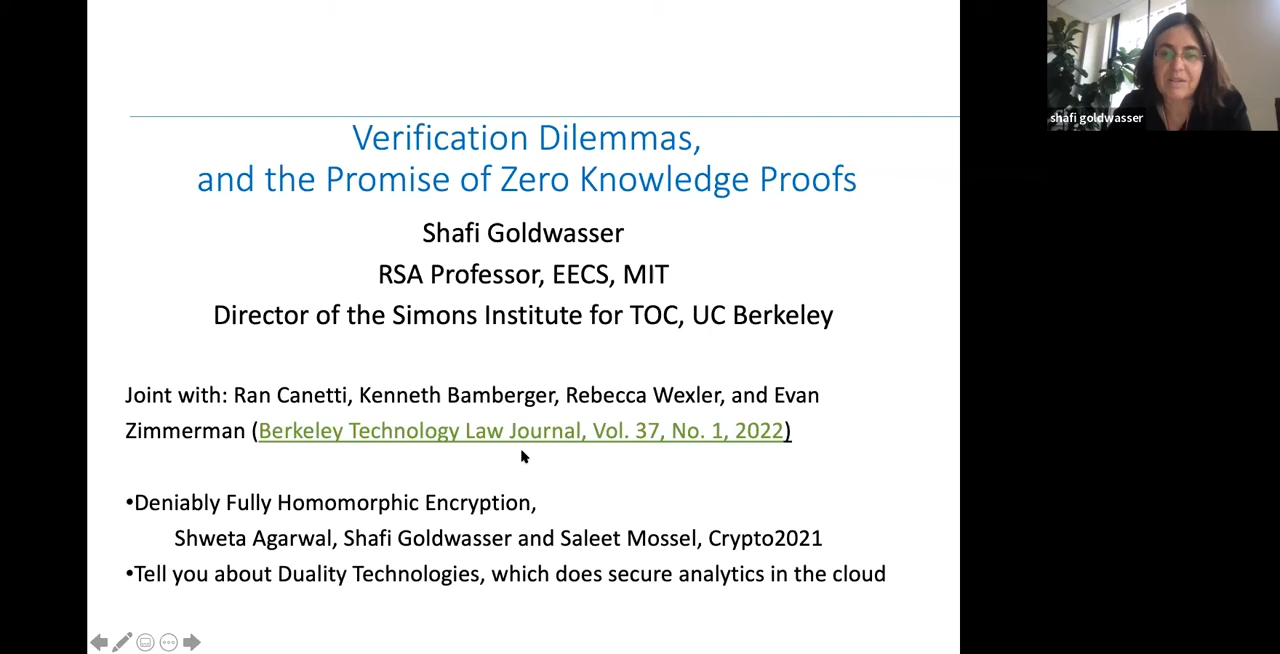 Verification Dilemmas,
and the Promise of Zero Knowledge Proofs
Shafi Goldwasser
RSA Professor, EECS, MIT
Director of the Simons Institute for TOC, UC Berkeley
Joint with: Ran Canetti, Kenneth Bamberger, Rebecca Wexler, and Evan
Zimmerman (Berkeley Technology Law Journal, Vol. 37, No. 1, 2022)
•Deniably Fully Homomorphic Encryption,
Shweta Agarwal, Shafi Goldwasser and Saleet Mossel, Crypto2021
•Tell you about Duality Technologies, which does secure analytics in the cloud
shafi goldwasser